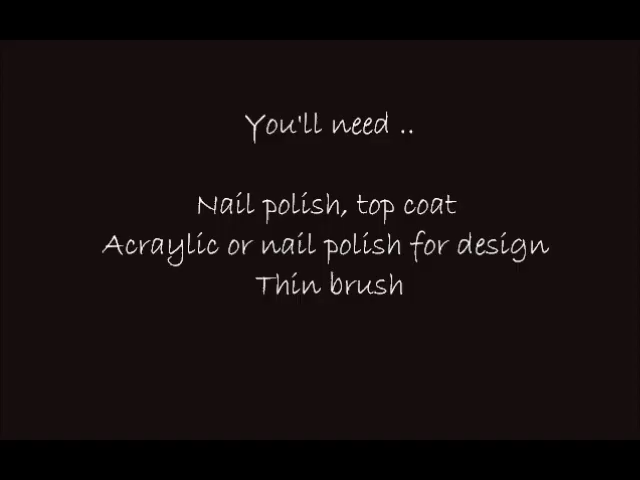 You'll need ..
Nail polish, top coat
Acraylic or nail polish for design
Thin brush